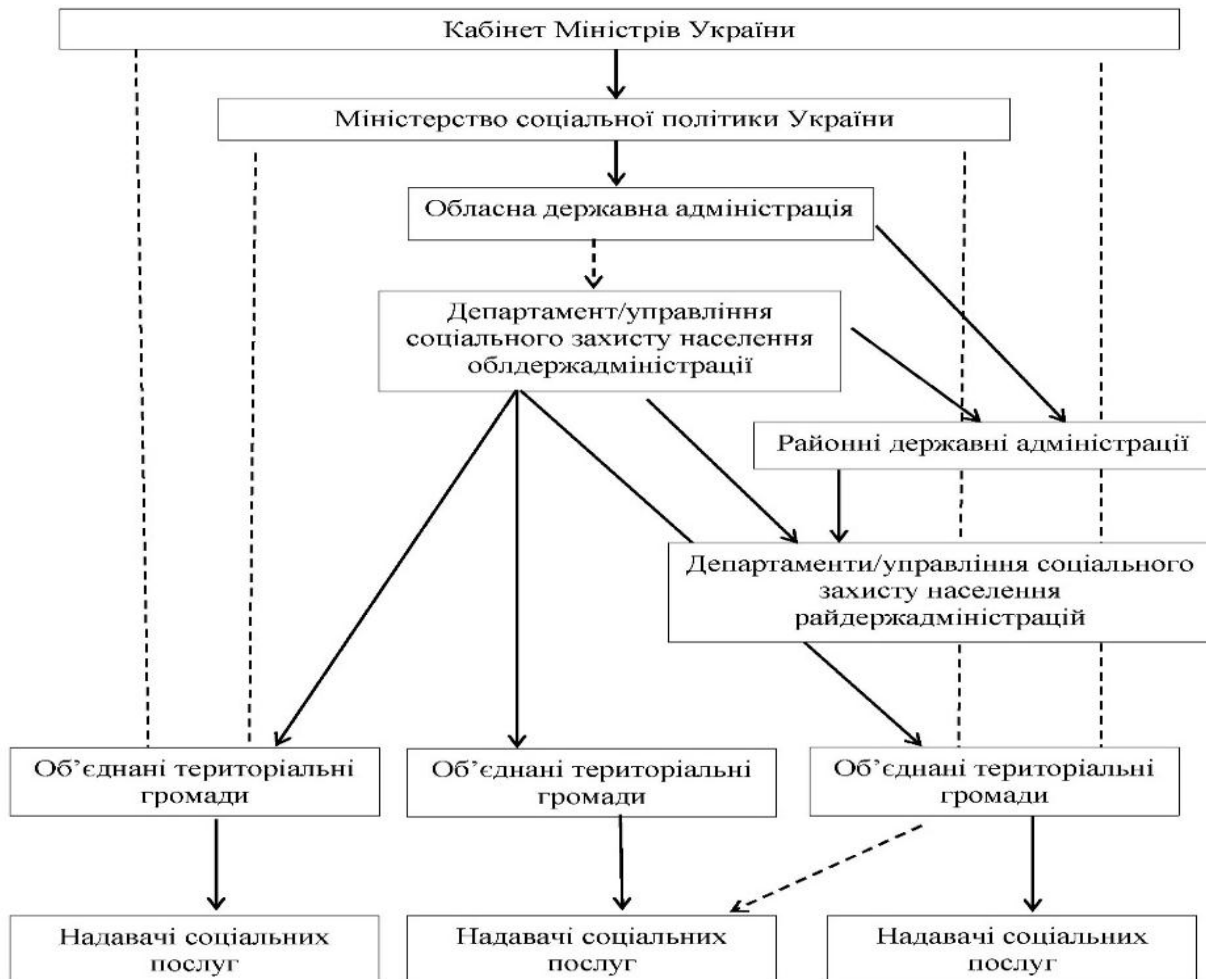 Кабінет Міністрів України
Міністерство соціальної політики України
Обласна державна адміністрація
Департамент/управління
соціального захисту населення
облдержадміністрації
Районні державні адміністрації
Департаменти/управління соціального
захисту населення
райдержадміністрацій
Об’єднані територіальні
громади
Об’єднані територіальні
громади
Об’єднані територіальні
громади
Надавачі соціальних
послуг
Надавачі соціальних
послуг
Надавачі соціальних
послуг